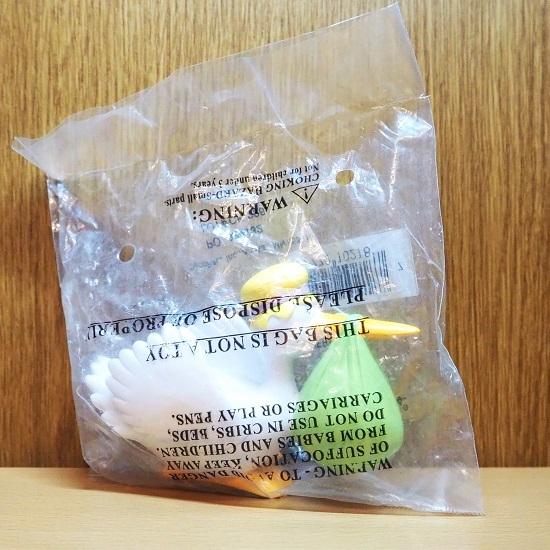 WARNING - TO AVOID DANGER
OF SUFFOCATION, KEEP AWAY
FROM BABIES AND CHILDREN,
DO NOT USE IN CRIBS, BEDS,
CARRIAGES OR PLAY PENS.
THIS BAG IS NOT A TOY
PLEASE DISPOSE OF PROPERLY
WARNING:
CHOKING HAZARD-Small parts
Not for children under 3 years.
10218
7